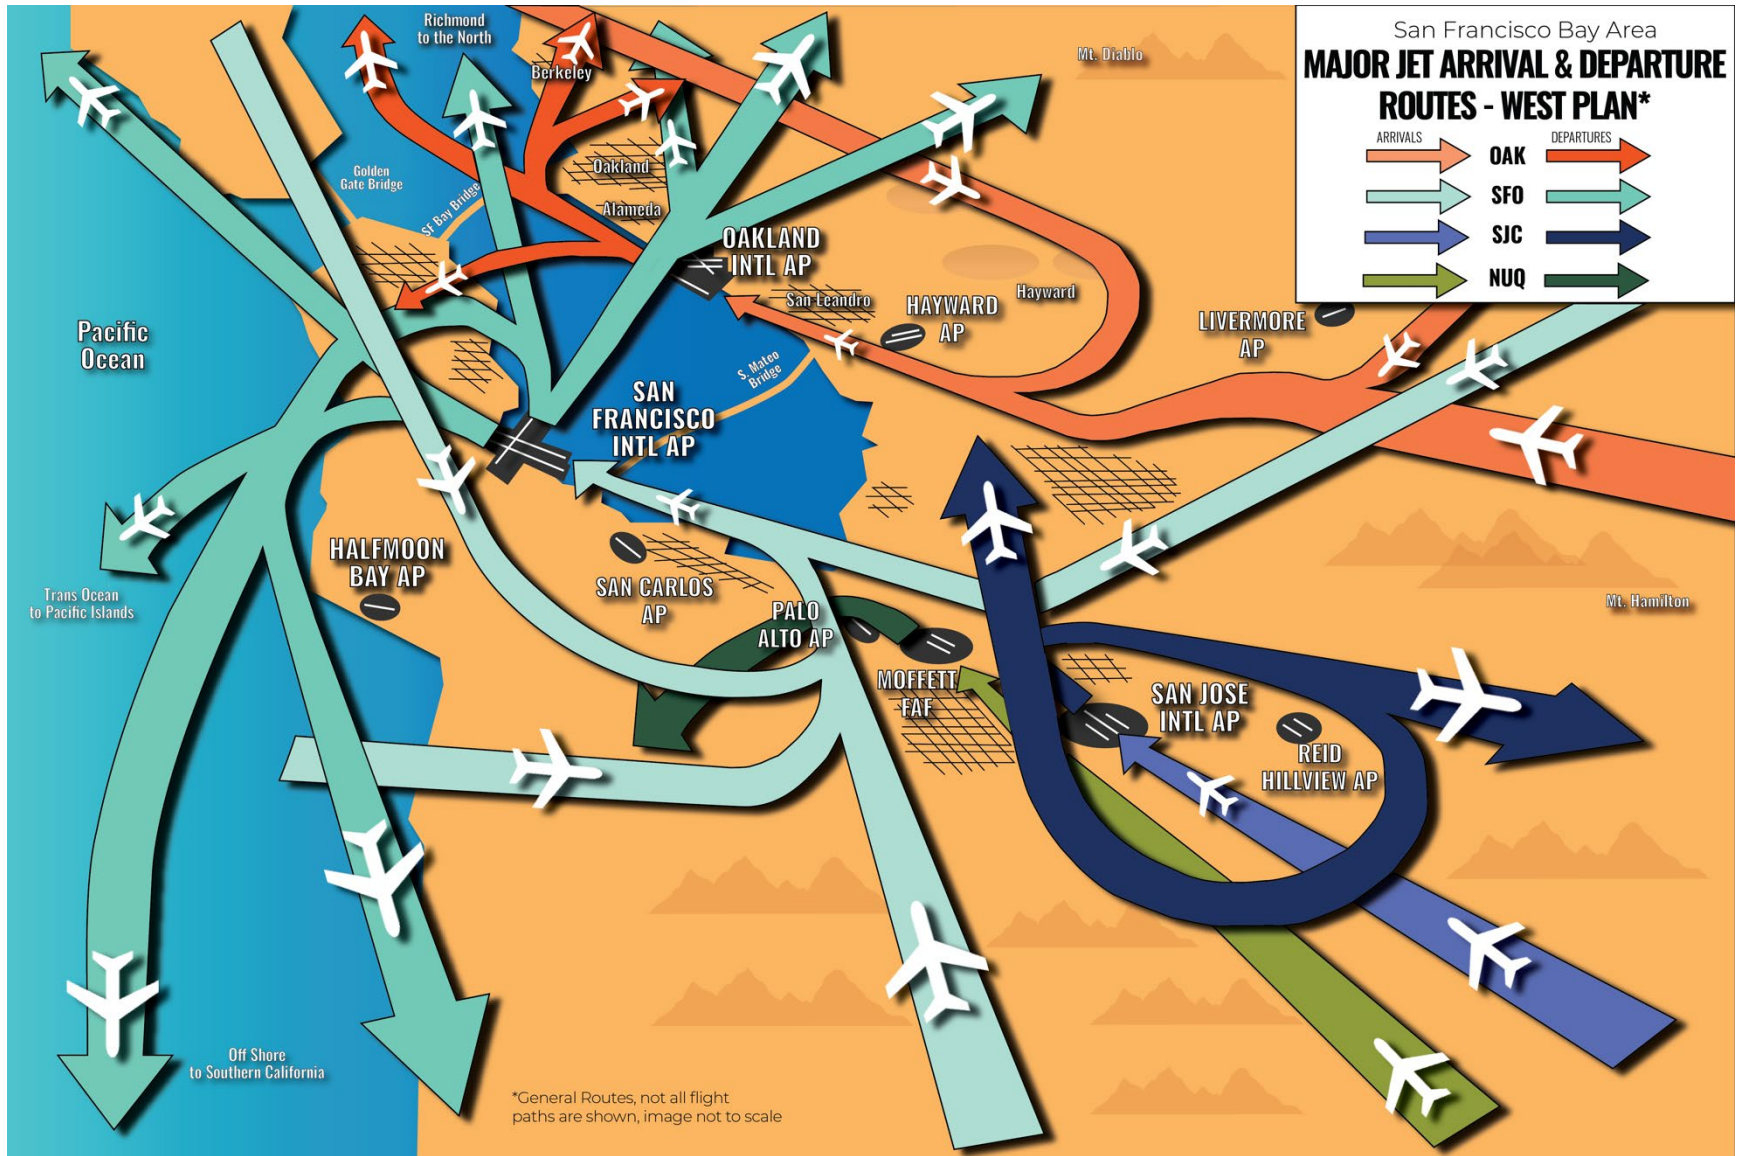 San Francisco Bay Area
MAJOR JET ARRIVAL & DEPARTURE
ROUTES - WEST PLAN*
ARRIVALS
DEPARTURES
OAK
SFO
SJC
NUQ
Richmond
to the North
Berkeley
Mt. Diablo
Golden
Gate Bridge
SF Bay Bridge
Oakland
Alameda
OAKLAND
INTL AP
San Leandro
HAYWARD
AP
Hayward
LIVERMORE
AP
Pacific
Ocean
S. Mateo
Bridge
SAN
FRANCISCO
INTL AP
HALFMOON
BAY AP
SAN CARLOS
AP
PALO
ALTO AP
Trans Ocean
to Pacific Islands
Mt. Hamilton
MOFFETT
FAF
SAN JOSE
INTL AP
REID
HILLVIEW AP
Off Shore
to Southern California
*General Routes, not all flight
paths are shown, image not to scale